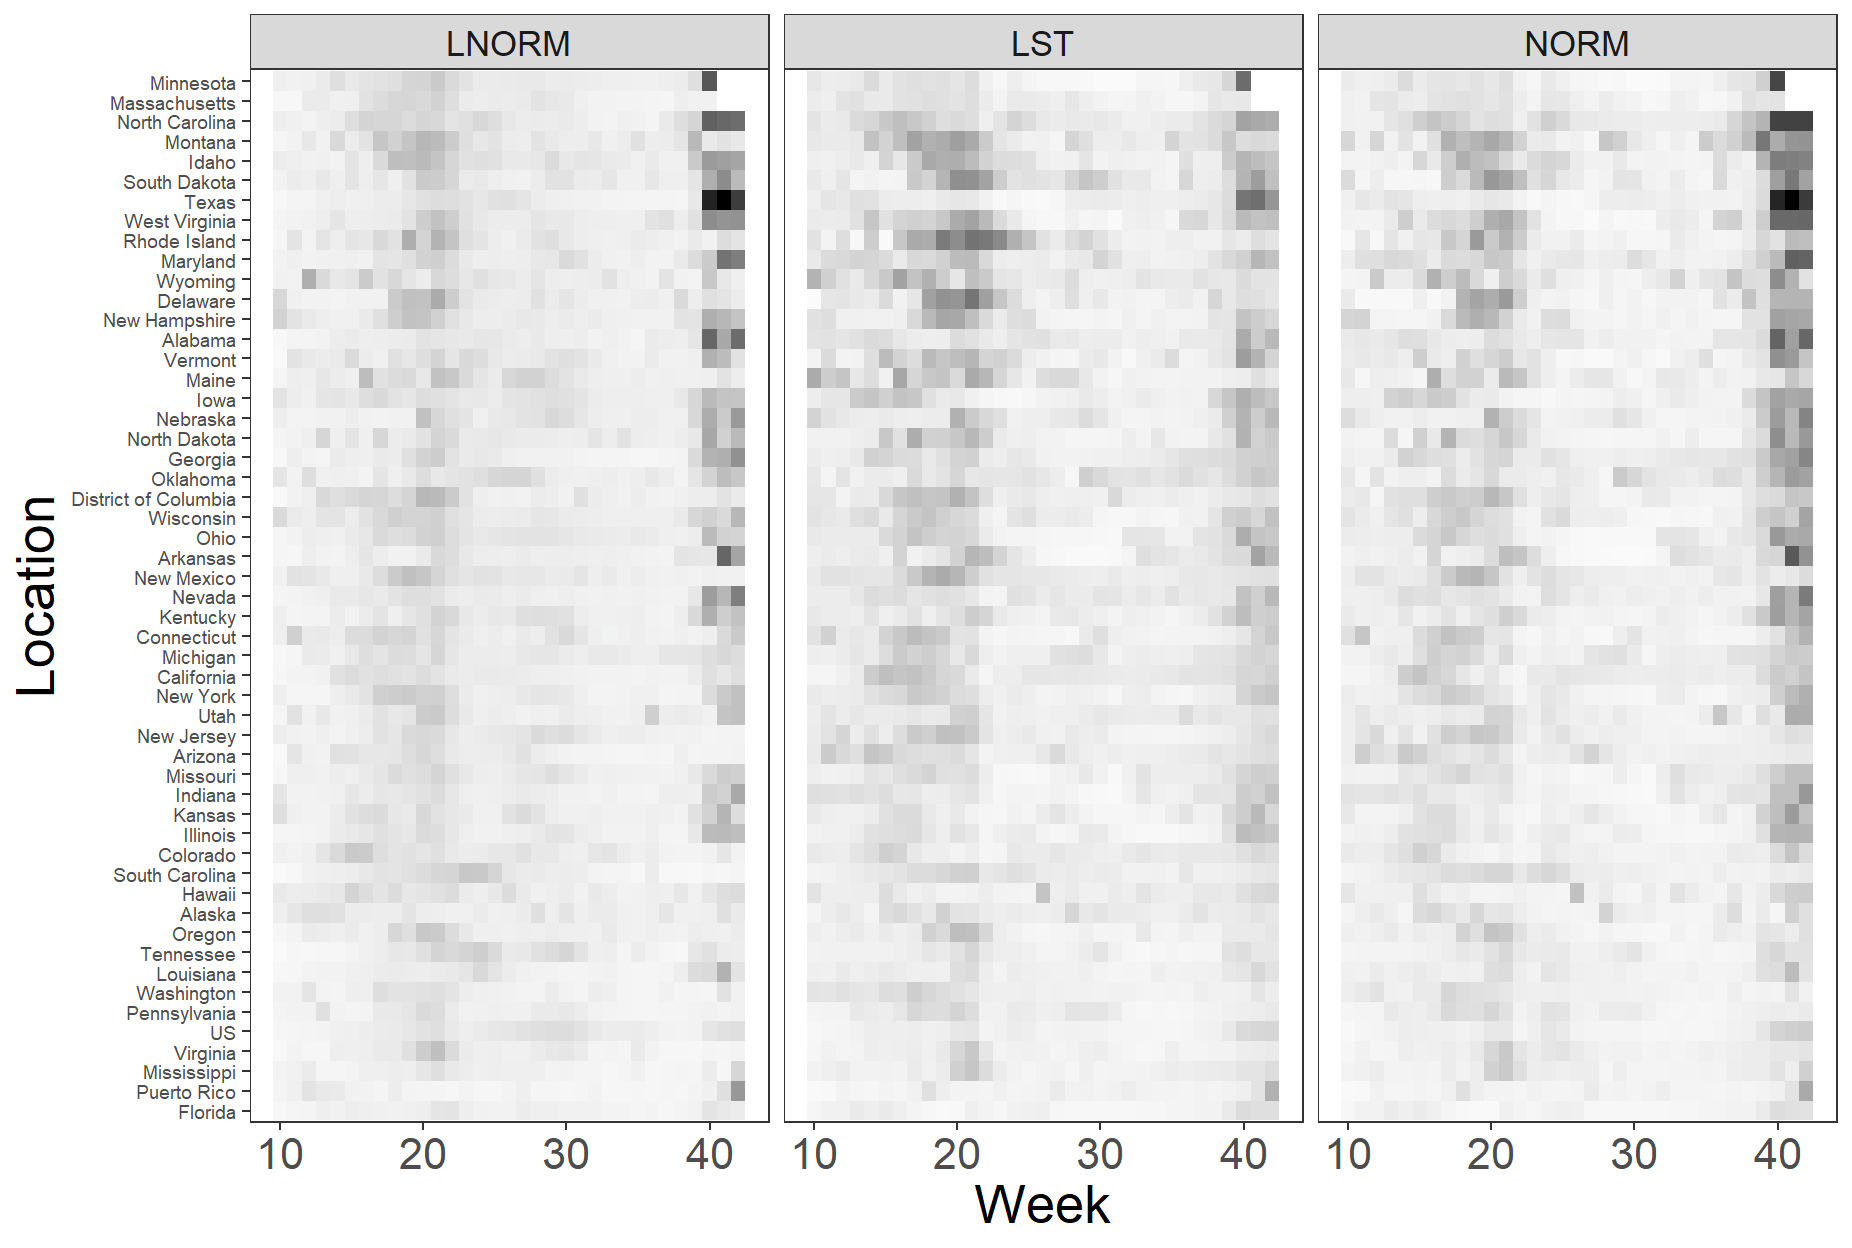 LNORM LST NORM
Location
Minnesota
Massachusetts
North Carolina
Montana
Idaho
South Dakota
Texas
West Virginia
Rhode Island
Maryland
Wyoming
Delaware
New Hampshire
Alabama
Vermont
Maine
Iowa
Nebraska
North Dakota
Georgia
Oklahoma
District of Columbia
Wisconsin
Ohio
Arkansas
New Mexico
Nevada
Kentucky
Connecticut
Michigan
California
New York
Utah
New Jersey
Arizona
Missouri
Indiana
Kansas
Illinois
Colorado
South Carolina
Hawaii
Alaska
Oregon
Tennessee
Louisiana
Washington
Pennsylvania
US
Virginia
Mississippi
Puerto Rico
Florida
10 20 30 40 10 20 30 40 10 20 30 40
Week